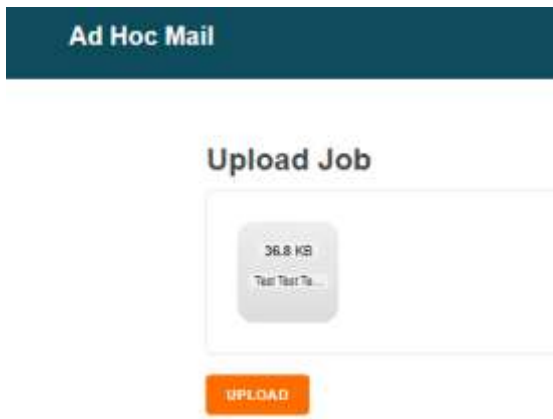 Ad Hoc Mail
Upload Job
36.8 KB
Test Test Te...
UPLOAD